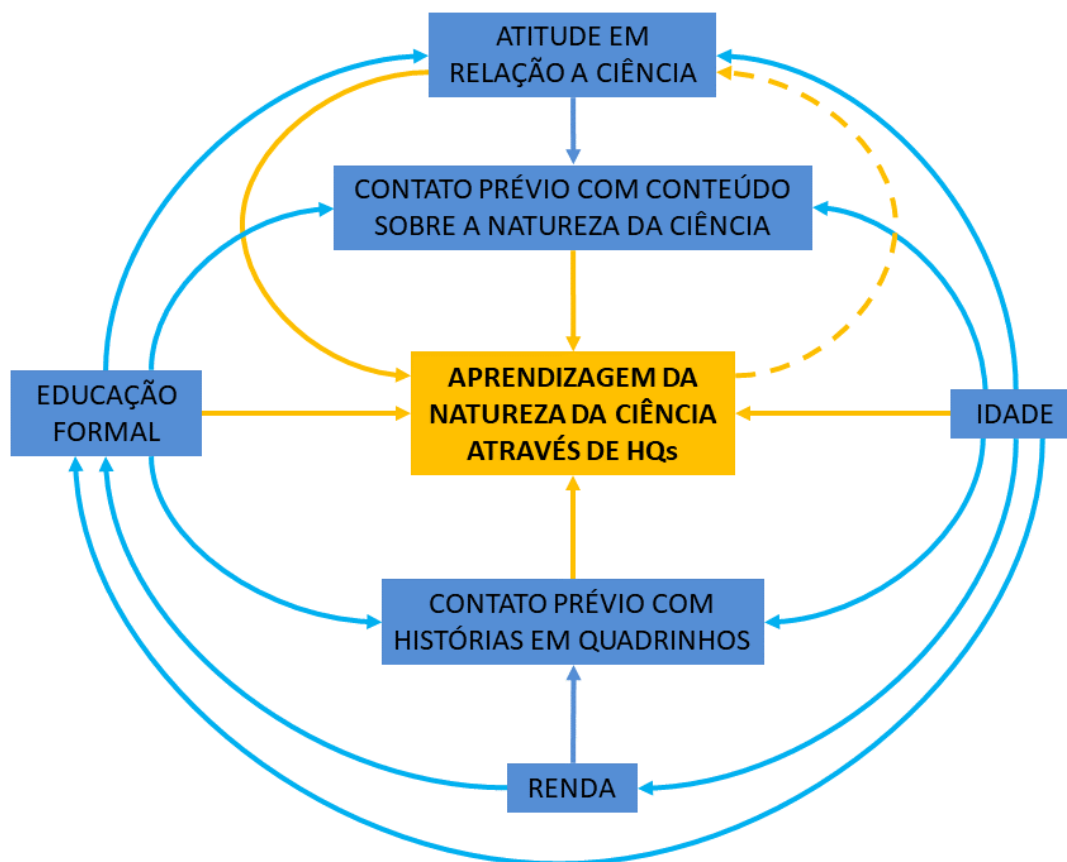 ATITUDE EM
RELAÇÃO A CIÊNCIA
CONTATO PRÉVIO COM CONTEÚDO
SOBRE A NATUREZA DA CIÊNCIA
EDUCAÇÃO
FORMAL
APRENDIZAGEM DA
NATUREZA DA CIÊNCIA
ATRAVÉS DE HQs
IDADE
CONTATO PRÉVIO COM
HISTÓRIAS EM QUADRINHOS
RENDA